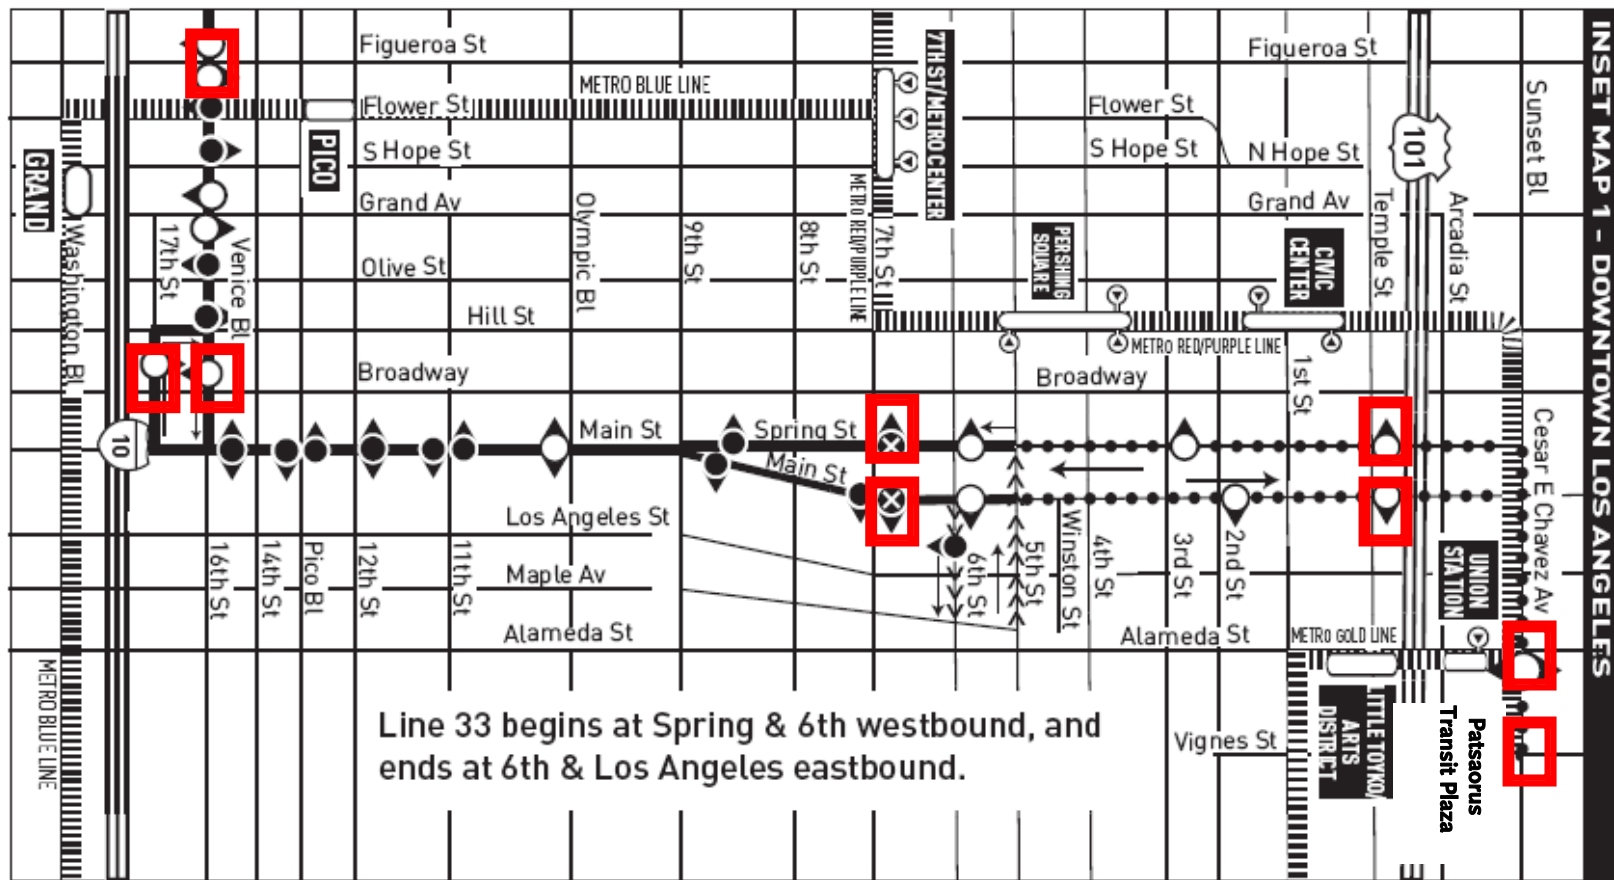 INSET MAP 1 - DOWNTOWN LOS ANGELES
Figueroa St
Figueroa St
METRO BLUE LINE
Flower St
Flower St
S Hope St
S Hope St
N Hope St
Grand Av
Grand Av
Olive St
Hill St
Broadway
Broadway
Main St
Spring St
Main St
Los Angeles St
Maple Av
Alameda St
Alameda St
Vignes St
METRO RED/PURPLE LINE
METRO GOLD LINE
GRAND
PICO
7TH ST/METRO CENTER
PERSHING
SQUARE
CIVIC
CENTER
UNION
STATION
LITTLE TOYKO/
ARTS
DISTRICT
Patsaorus
Transit Plaza
101
10
Washington Bl
17th St
Venice Bl
Olympic Bl
9th St
8th St
METRO RED/PURPLE LINE
7th St
Temple St
Arcadia St
Sunset Bl
1st St
Cesar E Chavez Av
16th St
14th St
Pico Bl
12th St
11th St
6th St
5th St
Winston St
4th St
3rd St
2nd St
METRO BLUE LINE
Line 33 begins at Spring & 6th westbound, and
ends at 6th & Los Angeles eastbound.